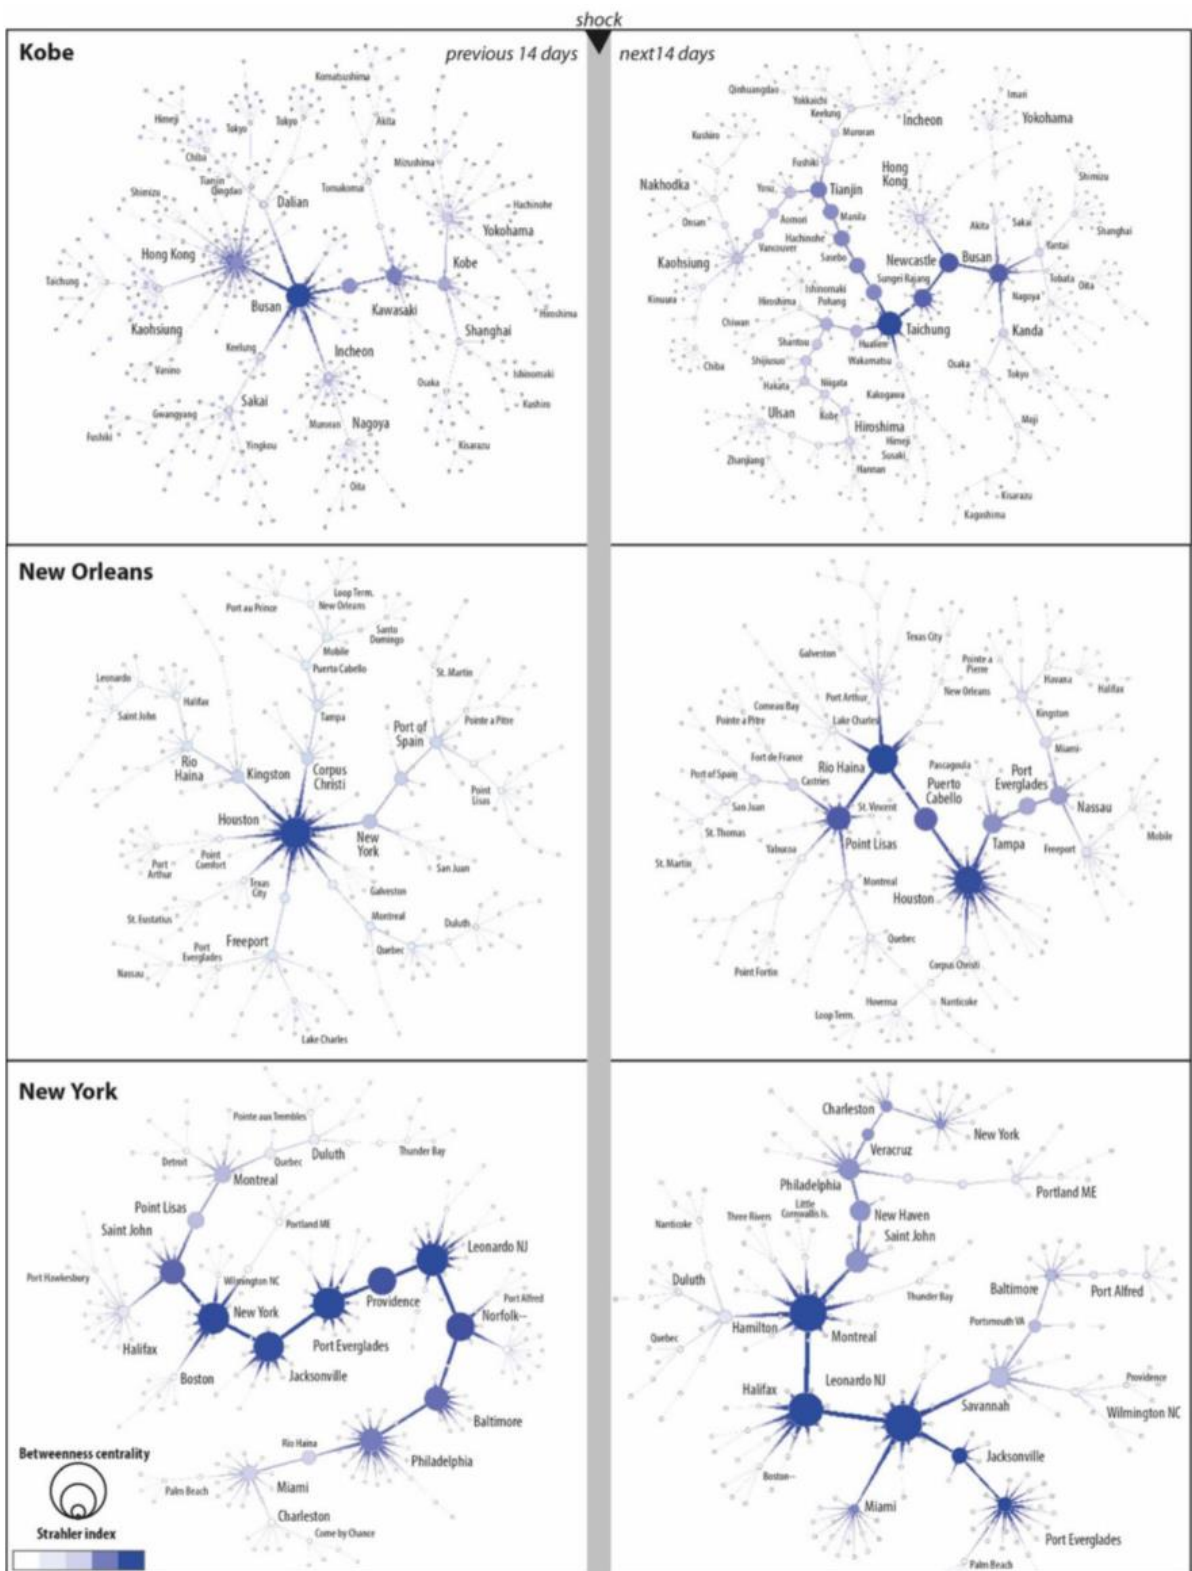 shock
Kobe
previous 14 days
next14 days
Komatsushima
Himeji
Tokyo
Tokyo
Akita
Chiba
Mizushima
Tianjin
Qingdao
Tomakoma
Shimizu
Dalian
Hachinohe
Yokohama
Hong Kong
Kobe
Taichung
Busan
Kawasaki
Hiroshima
Kaohsiung
Shanghai
Keelung
Incheon
Vanino
Ishinomaki
Osaka
Sakai
Kushiro
Gwangyang
Muroran
Nagoya
Fushiki
Yingkou
Kisarazu
Oita
Qinhuangdao
Yokkaichi
Imari
Keelung
Incheon
Yokohama
Kushiro
Muroran
Fushiki
Hong
Kong
Shimizu
Nakhodka
Yosu
Tianjin
Onsan
Aomori
Manila
Akita
Sakai
Shanghai
Vancouver
Hachinohe
Yantai
Kaohsiung
Sasebo
Newcastle
Busan
Sungei Rajang
Tobata
Oita
Kinuura
Ishinomaki
Hiroshima
Pohang
Nagoya
Chiwan
Taichung
Kanda
Shantou
Hualien
Shijiusuo
Wakamatsu
Osaka
Tokyo
Chiba
Hakata
Niigata
Kakogawa
Ulsan
Kobe
Moji
Hiroshima
Himeji
Zhanjiang
Susaki
Hannan
Kisarazu
Kagoshima
New Orleans
Loop Term.
Port au Prince
New Orleans
Santo
Domingo
Mobile
Puerto Cabello
St. Martin
Leonardo
Halifax
Saint John
Tampa
Pointe a Pitre
Port of
Spain
Rio
Haina
Kingston
Corpus
Christi
Point
Lisas
Houston
New
York
Port
Arthur
Point
Comfort
San Juan
Texas
City
Galveston
St. Eustatius
Montreal
Duluth
Port
Everglades
Freeport
Quebec
Nassau
Lake Charles
Texas City
Galveston
Pointe a
Pierre
Havana
Port Arthur
New Orleans
Halifax
Comeau Bay
Pointe a Pitre
Lake Charles
Kingston
Fort de France
Miami
Port of Spain
Rio Haina
Pascagoula
Port
Everglades
Castries
Puerto
Cabello
Nassau
San Juan
St. Vincent
St. Thomas
Point Lisas
Tampa
Freeport
Mobile
Yabucoa
St. Martin
Montreal
Houston
Quebec
Corpus Christi
Point Fortin
Hovensa
Nanticoke
Loop Term.
New York
Pointe aux Trembles
Detroit
Quebec
Duluth
Thunder Bay
Montreal
Point Lisas
Saint John
Portland ME
Leonardo NJ
Port Hawkesbury
Wilmington NC
New York
Providence
Port Alfred
Norfolk
Halifax
Port Everglades
Boston
Jacksonville
Baltimore
Rio Haina
Philadelphia
Palm Beach
Miami
Charleston
Come by Chance
Betweenness centrality
Strahler index
Charleston
New York
Veracruz
Philadelphia
Portland ME
Little
Cornwallis Is.
Nanticoke
Three Rivers
New Haven
Saint John
Duluth
Baltimore
Port Alfred
Thunder Bay
Hamilton
Portsmouth VA
Quebec
Montreal
Halifax
Leonardo NJ
Providence
Savannah
Wilmington NC
Jacksonville
Boston
Miami
Port Everglades
Palm Beach